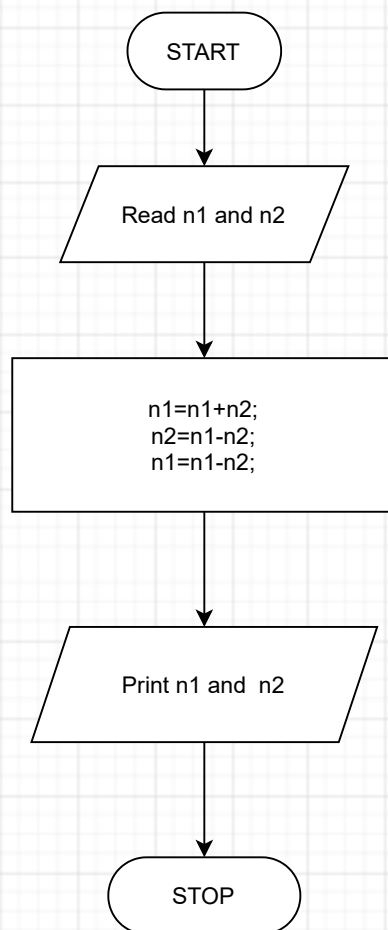 START
Read n1 and n2
n1=n1+n2;
n2=n1-n2;
n1=n1-n2;
Print n1 and  n2
STOP